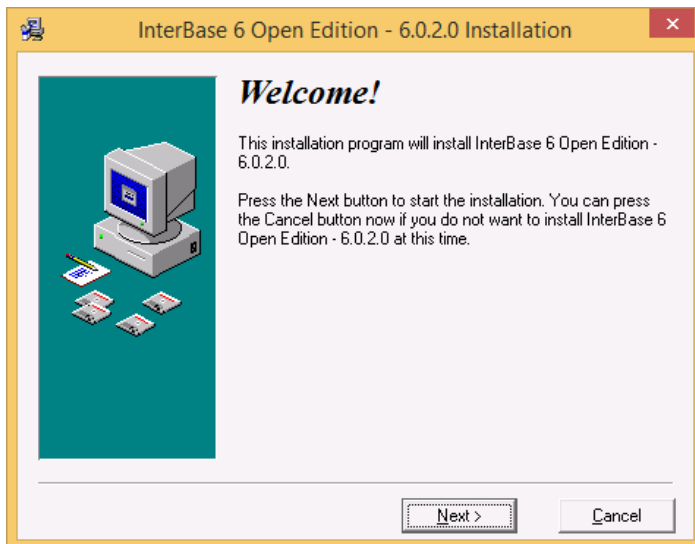 InterBase 6 Open Edition - 6.0.2.0 Installation
Welcome!
This installation program will install InterBase 6 Open Edition -
6.0.2.0.
Press the Next button to start the installation. You can press
the Cancel button now if you do not want to install InterBase 6
Open Edition - 6.0.2.0 at this time.
Next >
Cancel